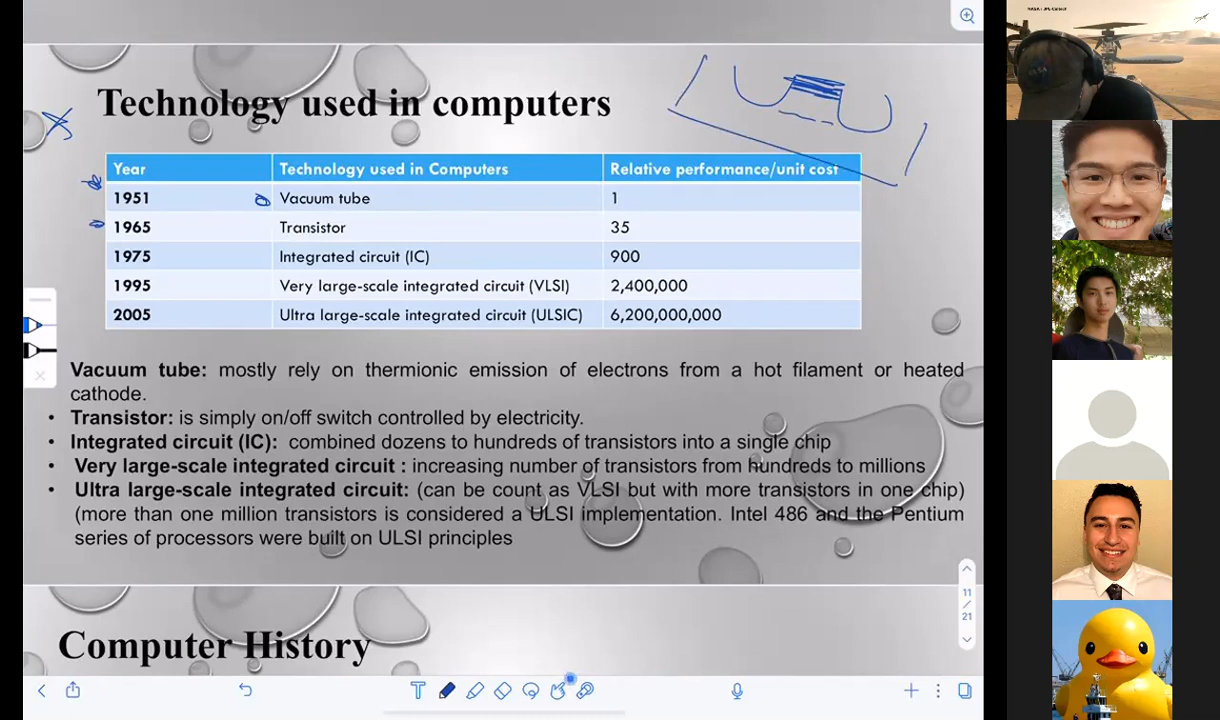 NASA / JPL-Caltech
Technology used in computers
Year Technology used in Computers Relative performance/unit cost
1951 Vacuum tube 1
1965 Transistor 35
1975 Integrated circuit (IC) 900
1995 Very large-scale integrated circuit (VLSI) 2,400,000
2005 Ultra large-scale integrated circuit (ULSIC) 6,200,000,000
Vacuum tube: mostly rely on thermionic emission of electrons from a hot filament or heated
cathode.
• Transistor: is simply on/off switch controlled by electricity.
• Integrated circuit (IC): combined dozens to hundreds of transistors into a single chip
• Very large-scale integrated circuit : increasing number of transistors from hundreds to millions
• Ultra large-scale integrated circuit: (can be count as VLSI but with more transistors in one chip)
(more than one million transistors is considered a ULSI implementation. Intel 486 and the Pentium
series of processors were built on ULSI principles
11
/
21
Computer History
T